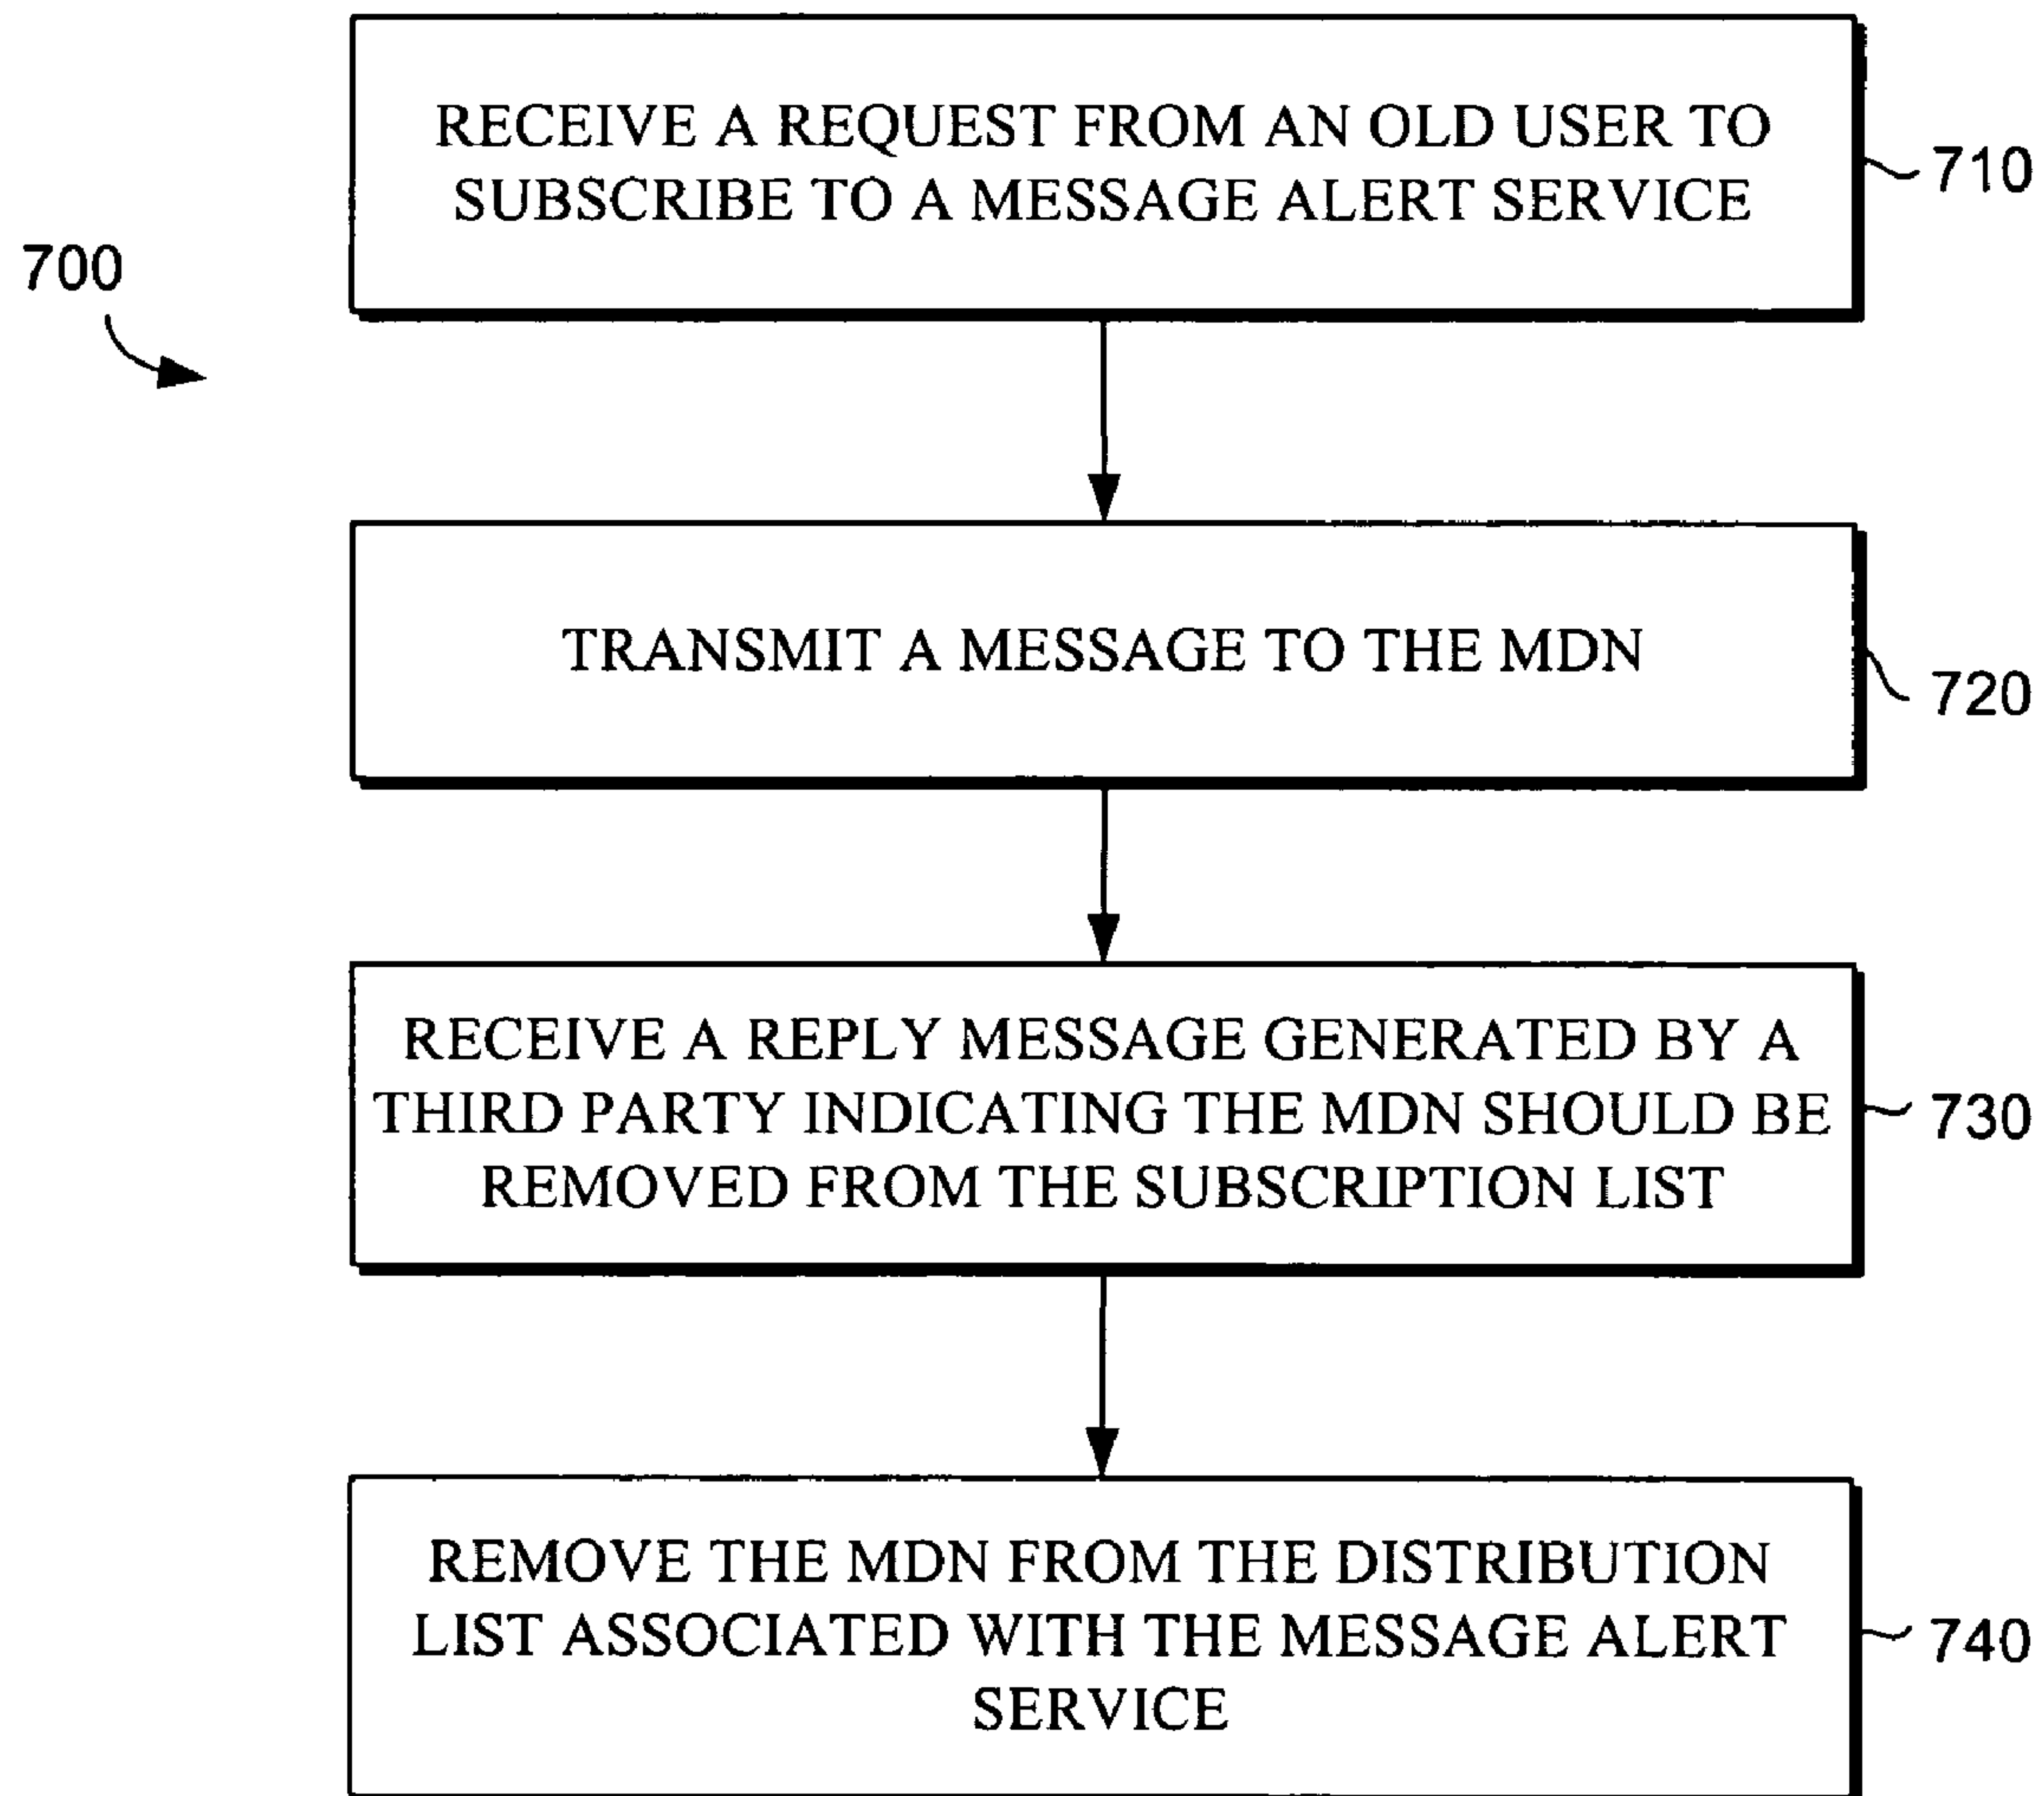 RECEIVE A REQUEST FROM AN OLD USER TO
SUBSCRIBE TO A MESSAGE ALERT SERVICE
710
700
TRANSMIT A MESSAGE TO THE MDN
720
RECEIVE A REPLY MESSAGE GENERATED BY A
THIRD PARTY INDICATING THE MDN SHOULD BE
REMOVED FROM THE SUBSCRIPTION LIST
730
REMOVE THE MDN FROM THE DISTRIBUTION
LIST ASSOCIATED WITH THE MESSAGE ALERT
SERVICE
740